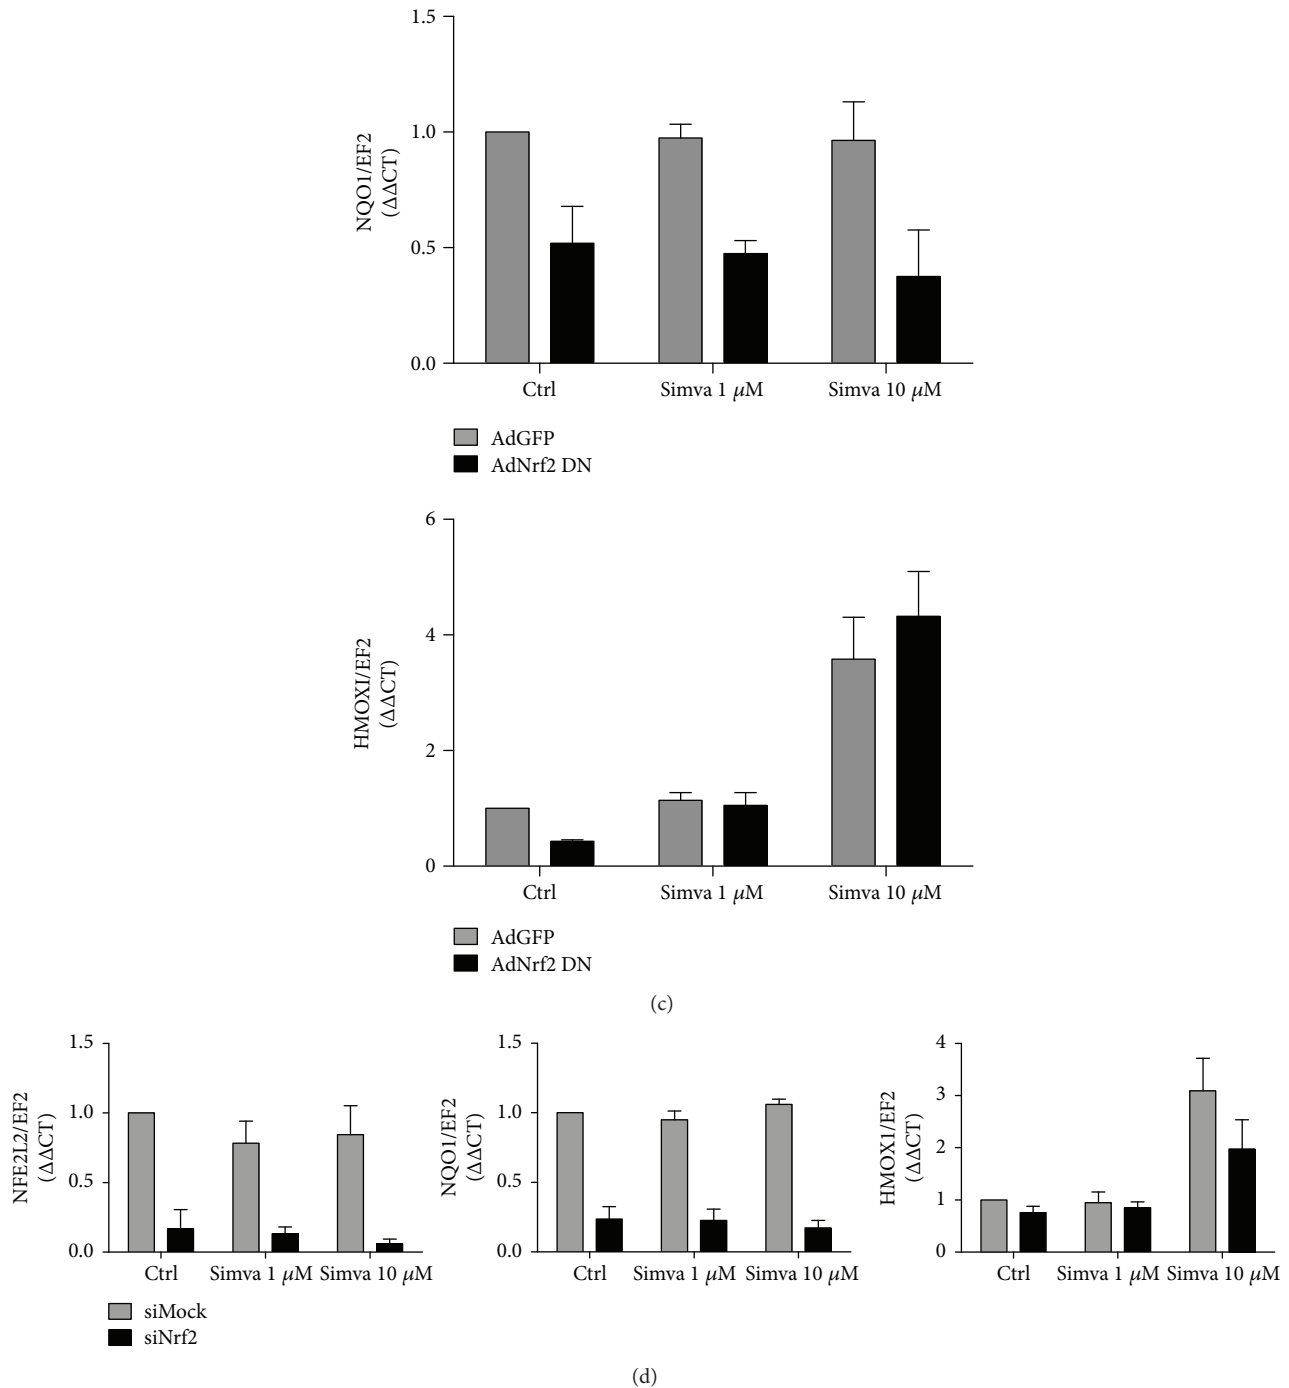 1.5
1.0
0.5
0.0
NQO1/EF2
(ΔΔCT)
Ctrl
Simva 1 μM
Simva 10 μM
AdGFP
AdNrf2 DN
6
4
2
0
HMOXI/EF2
(ΔΔCT)
Ctrl
Simva 1 μM
Simva 10 μM
AdGFP
AdNrf2 DN
(c)
1.5
1.0
0.5
0.0
NFE2L2/EF2
(ΔΔCT)
Ctrl
Simva 1 μM
Simva 10 μM
siMock
siNrf2
1.5
1.0
0.5
0.0
NQO1/EF2
(ΔΔCT)
Ctrl
Simva 1 μM
Simva 10 μM
4
3
2
1
0
HMOX1/EF2
(ΔΔCT)
Ctrl
Simva 1 μM
Simva 10 μM
(d)